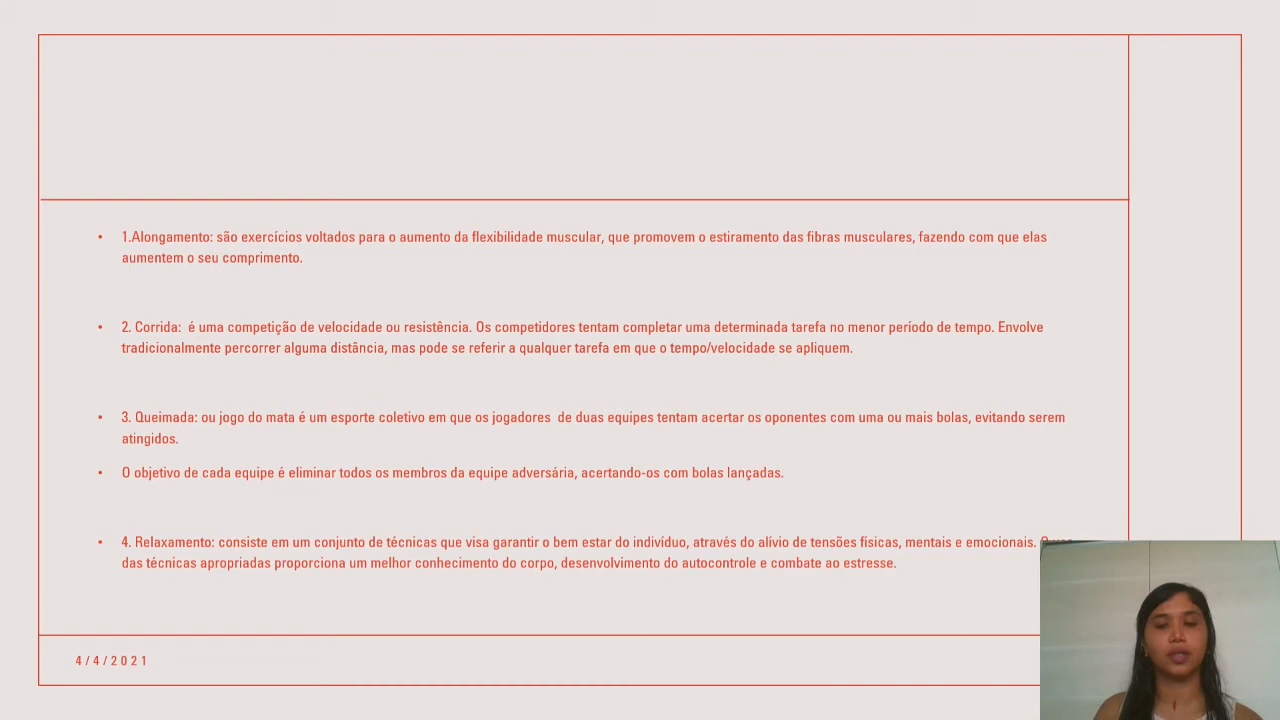 • 1.Alongamento: são exercícios voltados para o aumento da flexibilidade muscular, que promovem o estiramento das fibras musculares, fazendo com que elas
aumentem o seu comprimento.
• 2. Corrida:  é uma competição de velocidade ou resistência. Os competidores tentam completar uma determinada tarefa no menor período de tempo. Envolve
tradicionalmente percorrer alguma distância, mas pode se referir a qualquer tarefa em que o tempo/velocidade se apliquem.
• 3. Queimada: ou jogo do mata é um esporte coletivo em que os jogadores  de duas equipes tentam acertar os oponentes com uma ou mais bolas, evitando serem
atingidos.
• O objetivo de cada equipe é eliminar todos os membros da equipe adversária, acertando-os com bolas lançadas.
• 4. Relaxamento: consiste em um conjunto de técnicas que visa garantir o bem estar do indivíduo, através do alívio de tensões físicas, mentais e emocionais.
das técnicas apropriadas proporciona um melhor conhecimento do corpo, desenvolvimento do autocontrole e combate ao estresse.
4/4/2021